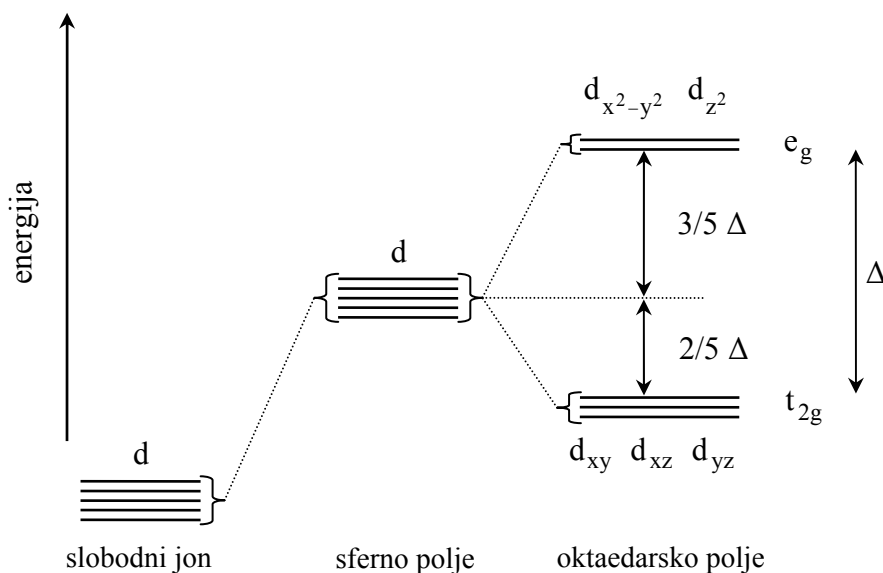 energija
d x²−y² d z²
e g
3/5 Δ
d
Δ
2/5 Δ
t 2g
d
d xy d xz d yz
slobodni jon sferno polje oktaedarsko polje